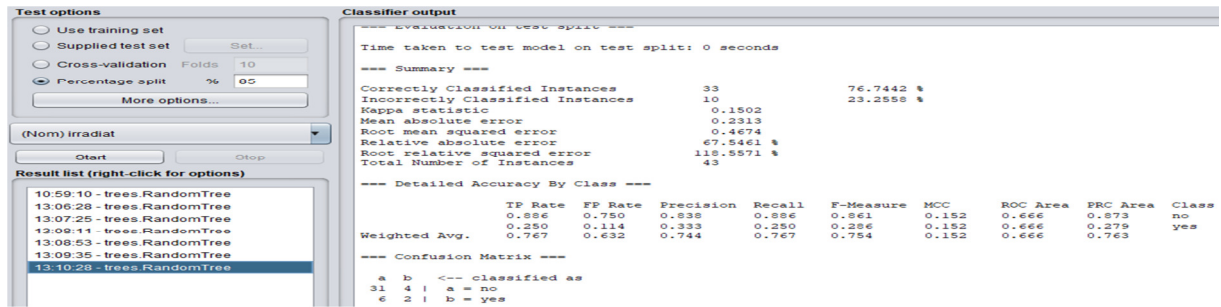 Test options
Use training set
Supplied test set Set...
Cross-validation Folds 10
Percentage split % 85
More options...
(Nom) irradiat
Start Stop
Result list (right-click for options)
10:59:10 - trees.RandomTree
13:06:28 - trees.RandomTree
13:07:25 - trees.RandomTree
13:08:11 - trees.RandomTree
13:08:53 - trees.RandomTree
13:09:35 - trees.RandomTree
13:10:28 - trees.RandomTree
Classifier output
=== Evaluation on test split ===
Time taken to test model on test split: 0 seconds
=== Summary ===
Correctly Classified Instances 33 76.7442 %
Incorrectly Classified Instances 10 23.2558 %
Kappa statistic 0.1502
Mean absolute error 0.2313
Root mean squared error 0.4674
Relative absolute error 67.5461 %
Root relative squared error 118.5571 %
Total Number of Instances 43
=== Detailed Accuracy By Class ===
TP Rate FP Rate Precision Recall F-Measure MCC ROC Area PRC Area Class
0.886 0.750 0.838 0.886 0.861 0.152 0.666 0.873 no
0.250 0.114 0.333 0.250 0.286 0.152 0.666 0.279 yes
Weighted Avg. 0.767 0.632 0.744 0.767 0.754 0.152 0.666 0.763
=== Confusion Matrix ===
a b <-- classified as
31 4 | a = no
6 2 | b = yes